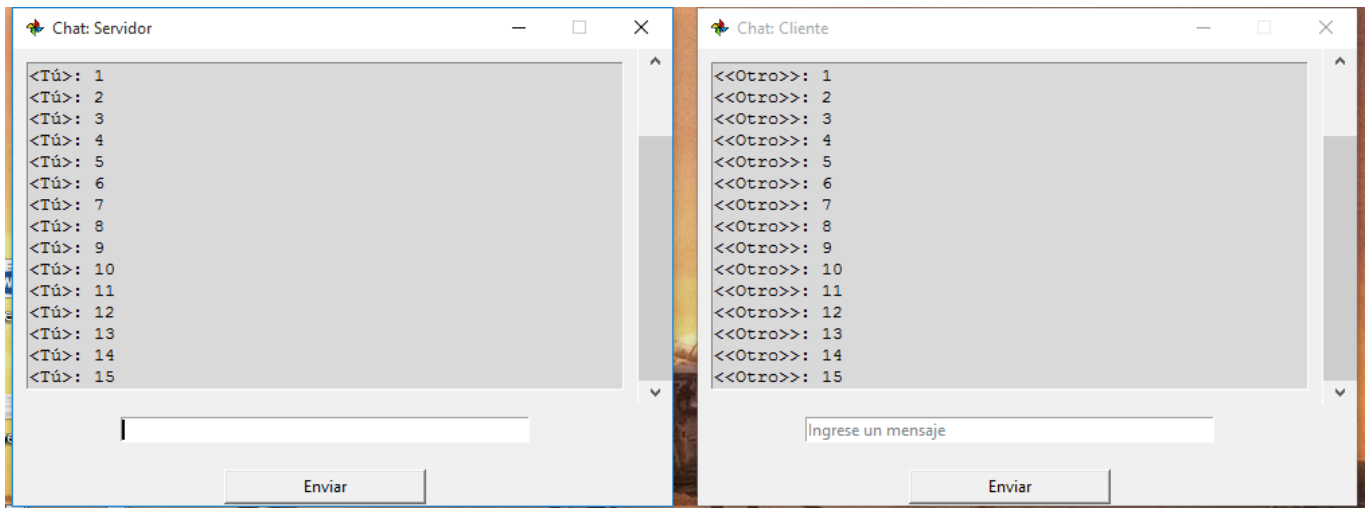 Chat: Servidor
<Tú>: 1
<Tú>: 2
<Tú>: 3
<Tú>: 4
<Tú>: 5
<Tú>: 6
<Tú>: 7
<Tú>: 8
<Tú>: 9
<Tú>: 10
<Tú>: 11
<Tú>: 12
<Tú>: 13
<Tú>: 14
<Tú>: 15
Enviar
Chat: Cliente
<<Otro>>: 1
<<Otro>>: 2
<<Otro>>: 3
<<Otro>>: 4
<<Otro>>: 5
<<Otro>>: 6
<<Otro>>: 7
<<Otro>>: 8
<<Otro>>: 9
<<Otro>>: 10
<<Otro>>: 11
<<Otro>>: 12
<<Otro>>: 13
<<Otro>>: 14
<<Otro>>: 15
Ingrese un mensaje
Enviar